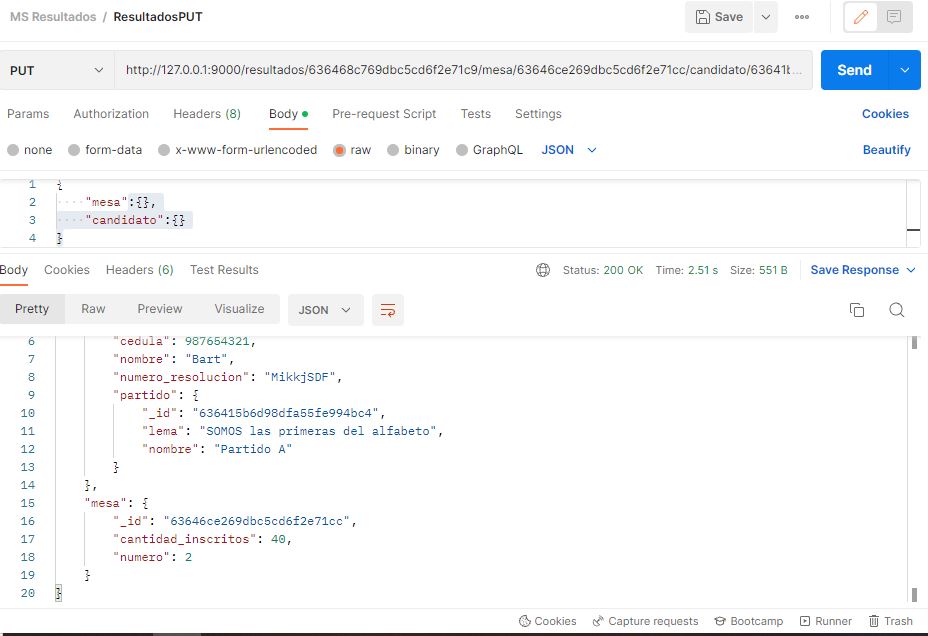 MS Resultados / ResultadosPUT Save
PUT http://127.0.0.1:9000/resultados/636468c769dbc5cd6f2e71c9/mesa/63646ce269dbc5cd6f2e71cc/candidato/63641b... Send
Params Authorization Headers (8) Body Pre-request Script Tests Settings Cookies
none form-data x-www-form-urlencoded raw binary GraphQL JSON Beautify
1 {
2 ····"mesa":{},
3 ····"candidato":{}
4 }
Body Cookies Headers (6) Test Results Status: 200 OK Time: 2.51 s Size: 551 B Save Response
Pretty Raw Preview Visualize JSON
6 "cedula": 987654321,
7 "nombre": "Bart",
8 "numero_resolucion": "MikkjSDF",
9 "partido": {
10 "_id": "636415b6d98dfa55fe994bc4",
11 "lema": "SOMOS las primeras del alfabeto",
12 "nombre": "Partido A"
13 }
14 },
15 "mesa": {
16 "_id": "63646ce269dbc5cd6f2e71cc",
17 "cantidad_inscritos": 40,
18 "numero": 2
19 }
20 }
Cookies Capture requests Bootcamp Runner Trash